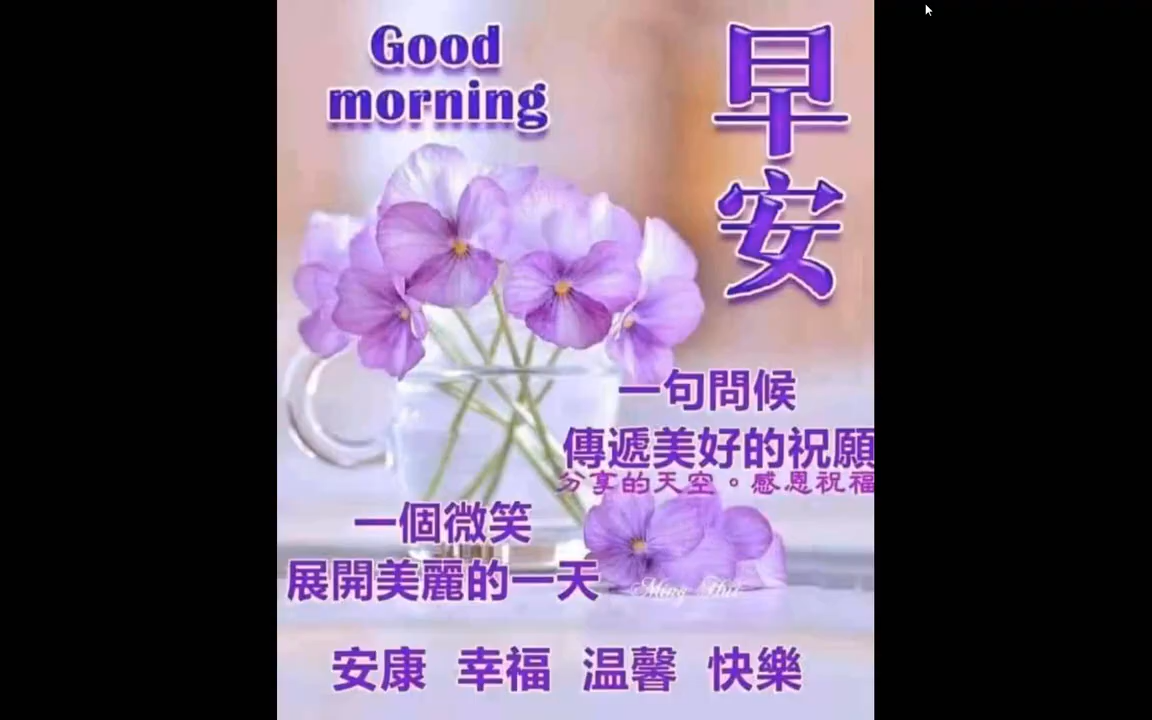 Good
morning
早安
一句問候
傳遞美好的祝願
分享的天空。感恩祝福
一個微笑
展開美麗的一天
Ming Hui
安康 幸福 温馨 快樂